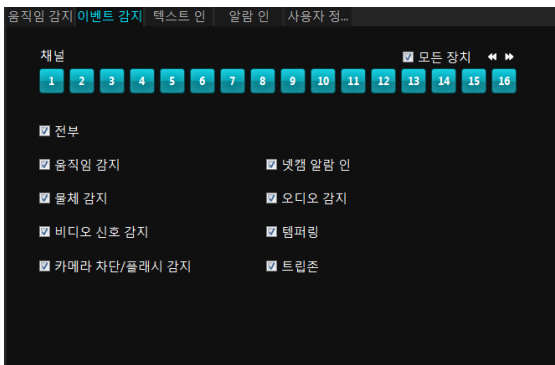 움직임 감지 이벤트 감지 텍스트 인 알람 인 사용자 정...
채널 모든 장치
1 2 3 4 5 6 7 8 9 10 11 12 13 14 15 16
전부
움직임 감지 넷캠 알람 인
물체 감지 오디오 감지
비디오 신호 감지 템퍼링
카메라 차단/플래시 감지 트립존